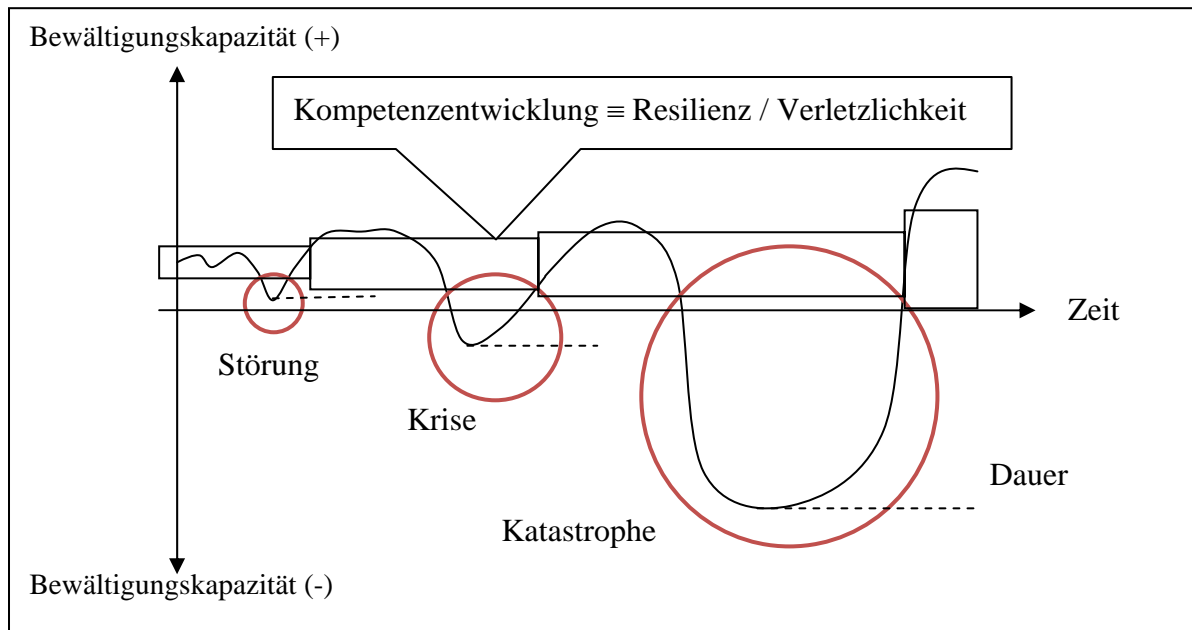 Bewältigungskapazität (+)
Kompetenzentwicklung ≡ Resilienz / Verletzlichkeit
Zeit
Störung
Krise
Dauer
Katastrophe
Bewältigungskapazität (-)